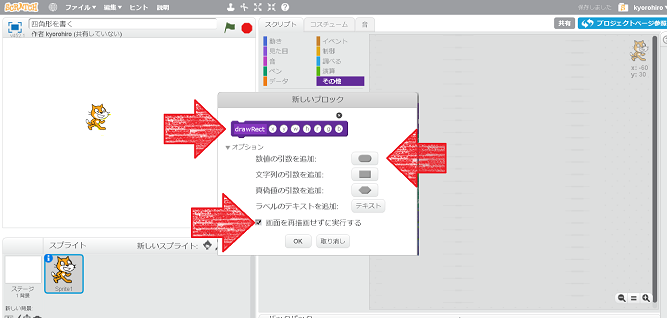 SCRATCH ファイル▼ 編集▼ ヒント 説明 保存しました kyorohiro▼
四角形を書く
作者 kyorohiro (共有していない)
スクリプト コスチューム 音
共有 プロジェクトページ参照
動き イベント
見た目 制御
音 調べる
ペン 演算
データ その他
x: -60
y: 30
新しいブロック
drawRect x y w h r g b
オプション
数値の引数を追加:
文字列の引数を追加:
真偽値の引数を追加:
ラベルのテキストを追加: テキスト
画面を再描画せずに実行する
OK 取り消し
スプライト 新しいスプライト:
ステージ
1背景
Sprite1
新しい背景